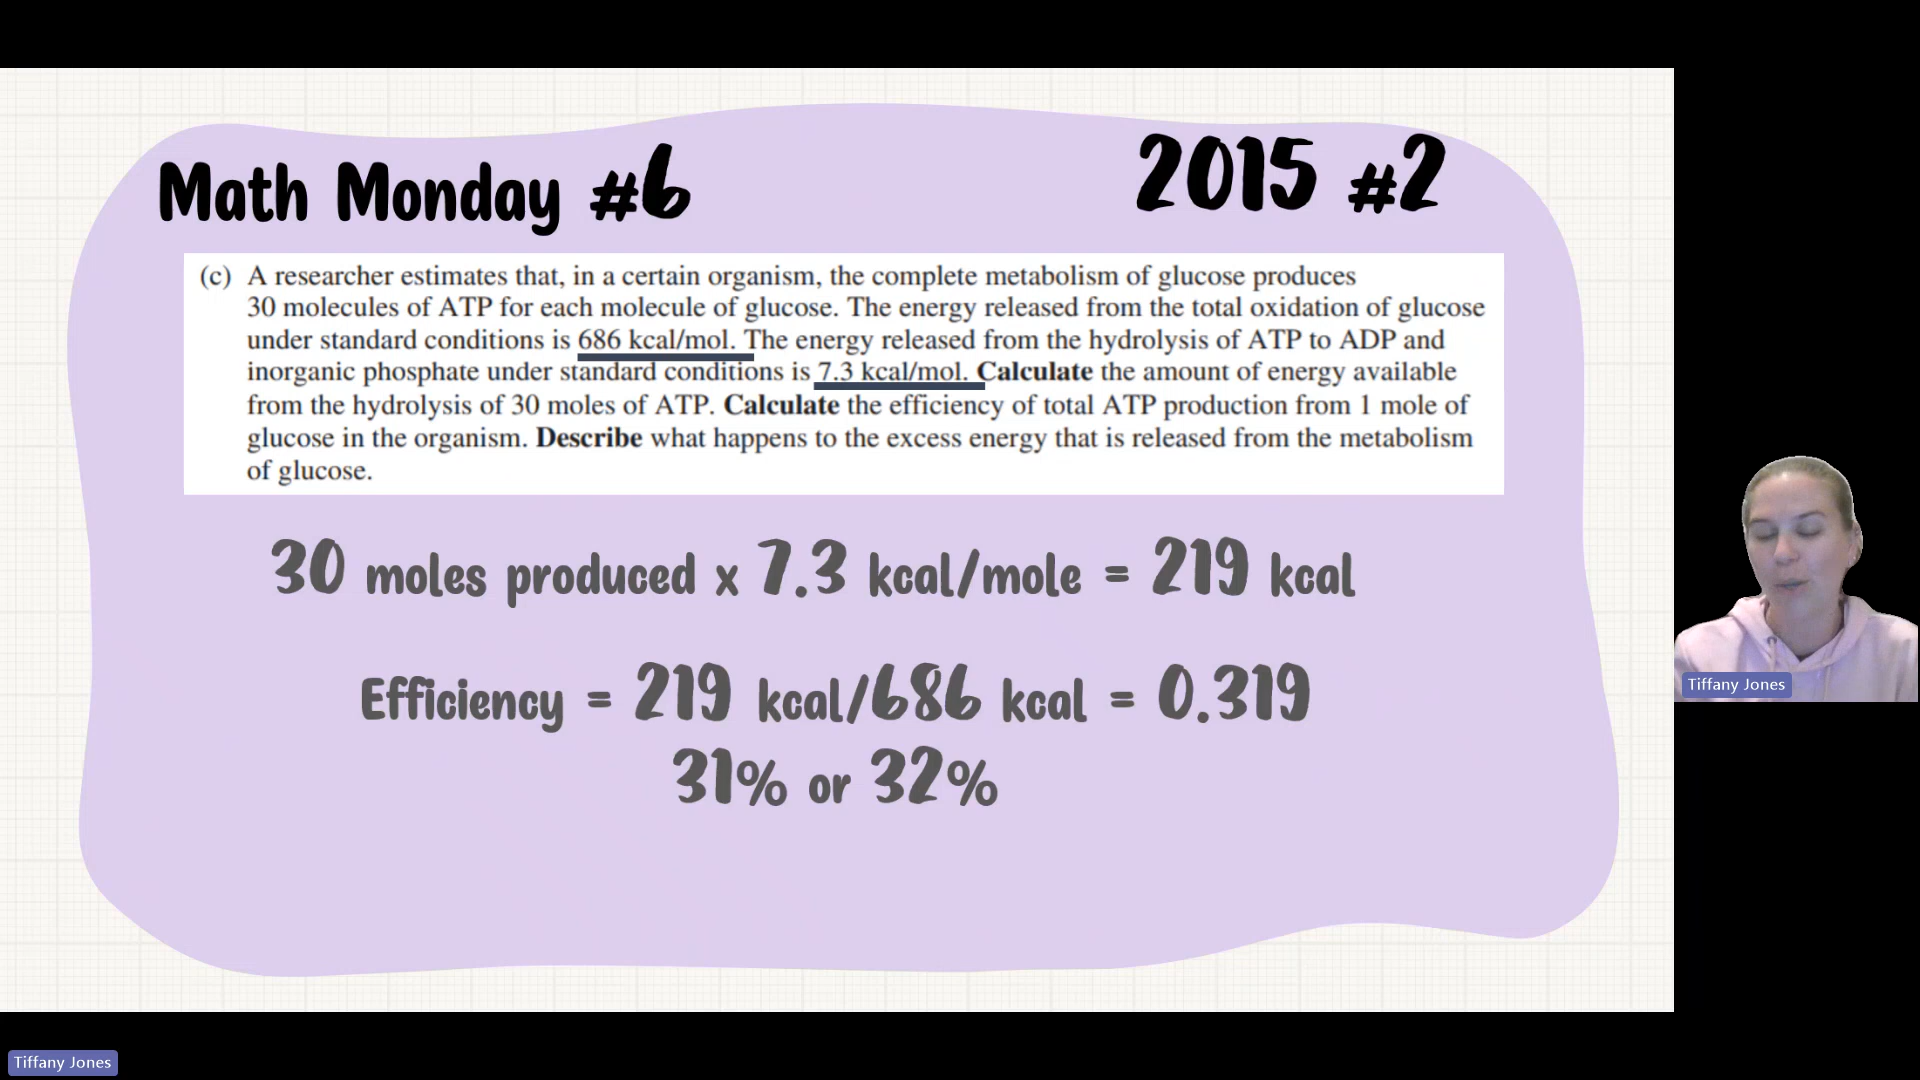 Math Monday #6
2015 #2
(c) A researcher estimates that, in a certain organism, the complete metabolism of glucose produces
30 molecules of ATP for each molecule of glucose. The energy released from the total oxidation of glucose
under standard conditions is 686 kcal/mol. The energy released from the hydrolysis of ATP to ADP and
inorganic phosphate under standard conditions is 7.3 kcal/mol. Calculate the amount of energy available
from the hydrolysis of 30 moles of ATP. Calculate the efficiency of total ATP production from 1 mole of
glucose in the organism. Describe what happens to the excess energy that is released from the metabolism
of glucose.
30 moles produced x 7.3 kcal/mole = 219 kcal
Efficiency = 219 kcal/686 kcal = 0.319
31% or 32%
Tiffany Jones
Tiffany Jones